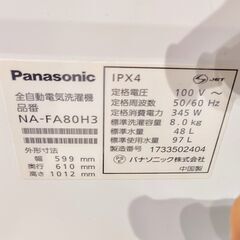 Panasonic
全自動電気洗濯機
品番
NA-FA80H3
外形寸法
幅 599 mm
奥行 610 mm
高さ 1012 mm
IPX4
JET
定格電圧 100 V ～
定格周波数 50/60 Hz
定格消費電力 345 W
標準洗濯容量 8.0 kg
標準水量 48 L
標準使用水量 97 L
製造番号 1733502404
パナソニック株式会社
中国製